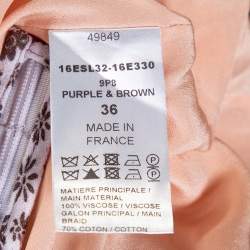 49849
16ESL32-16E330
9P8
PURPLE & BROWN
36
MADE IN
FRANCE
MATIERE PRINCIPALE /
MAIN MATERIAL
100% VISCOSE / VISCOSE
GALON PRINCIPAL / MAIN
BRAID
70% COTON / COTTON